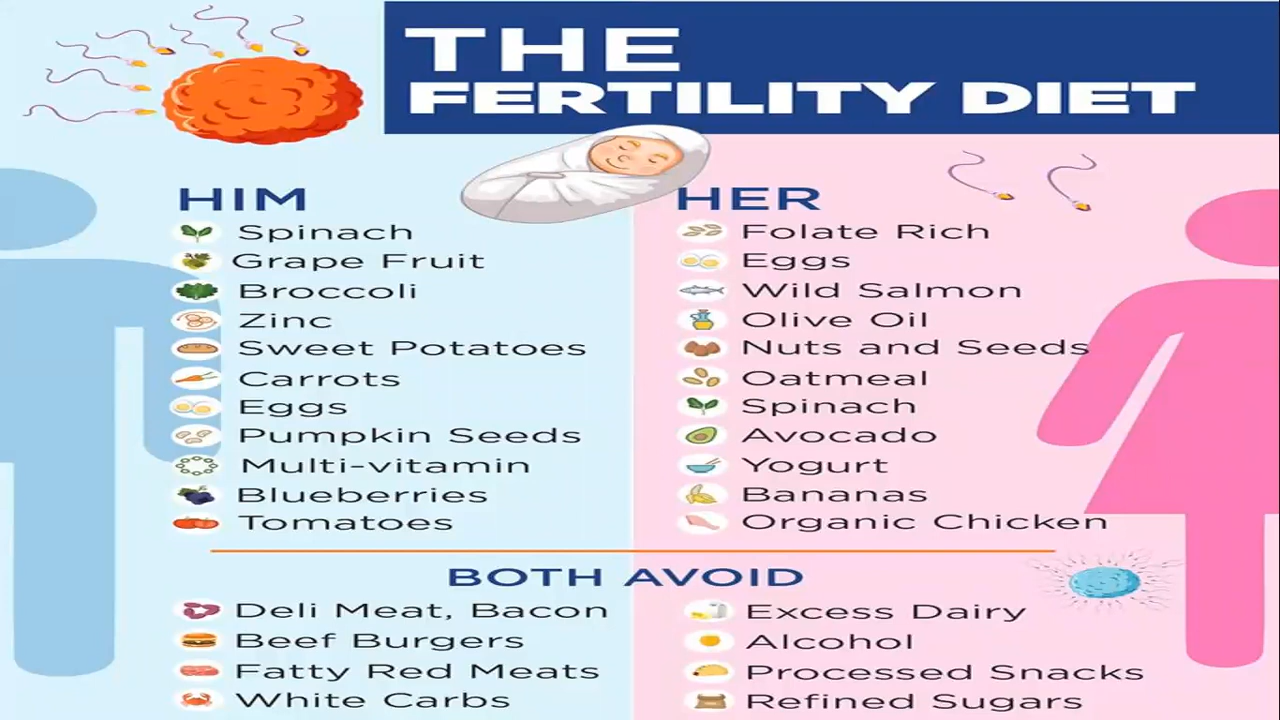 THE
FERTILITY DIET
HIM
Spinach
Grape Fruit
Broccoli
Zinc
Sweet Potatoes
Carrots
Eggs
Pumpkin Seeds
Multi-vitamin
Blueberries
Tomatoes
HER
Folate Rich
Eggs
Wild Salmon
Olive Oil
Nuts and Seeds
Oatmeal
Spinach
Avocado
Yogurt
Bananas
Organic Chicken
BOTH AVOID
Deli Meat, Bacon
Beef Burgers
Fatty Red Meats
White Carbs
Excess Dairy
Alcohol
Processed Snacks
Refined Sugars